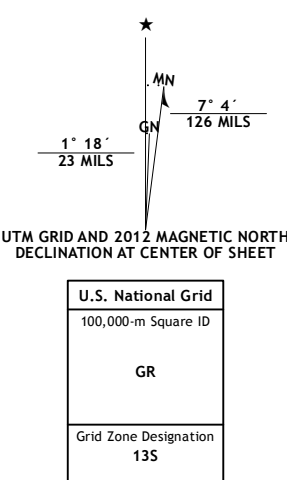 ★
MN
GN
7° 4´
126 MILS
1° 18´
23 MILS
UTM GRID AND 2012 MAGNETIC NORTH
DECLINATION AT CENTER OF SHEET
U.S. National Grid
100,000-m Square ID
GR
Grid Zone Designation
13S